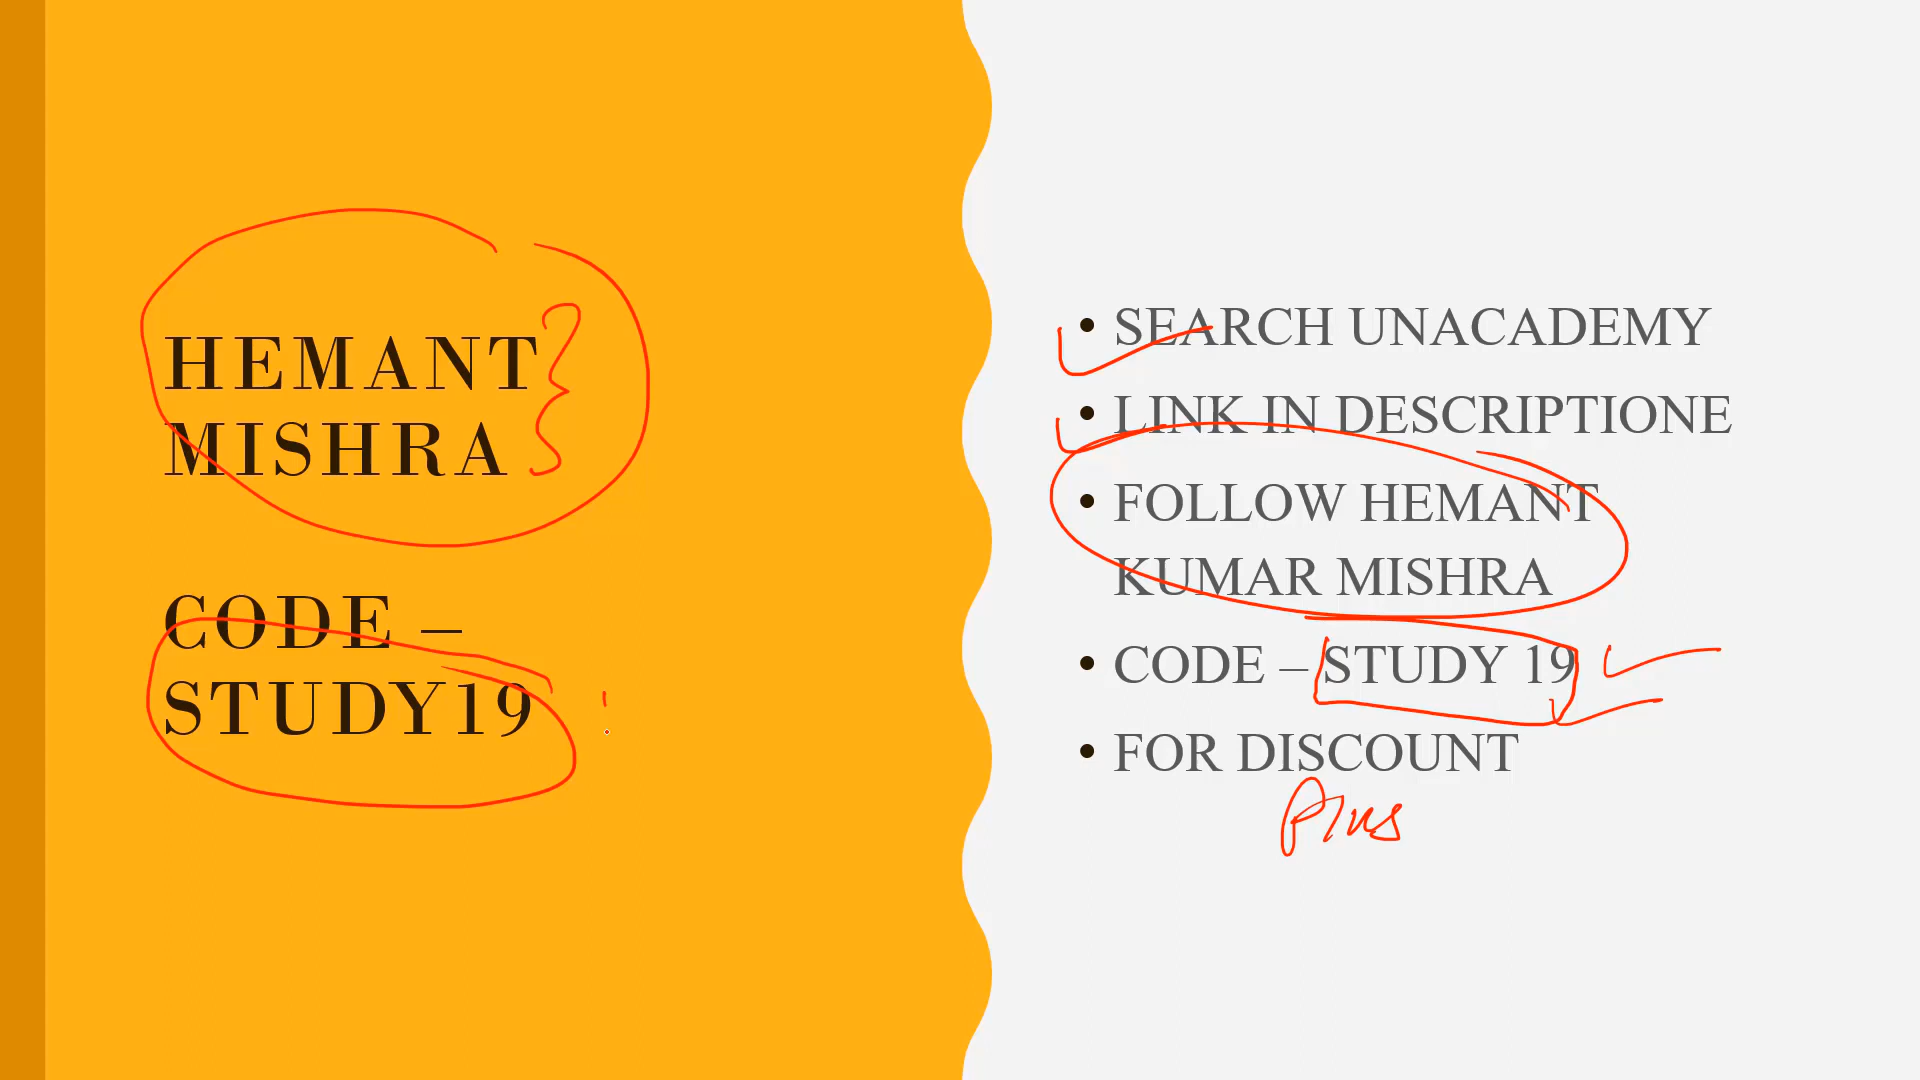 HEMANT
MISHRA
CODE –
STUDY19
• SEARCH UNACADEMY
• LINK IN DESCRIPTIONE
• FOLLOW HEMANT
KUMAR MISHRA
• CODE – STUDY 19
• FOR DISCOUNT
Plus